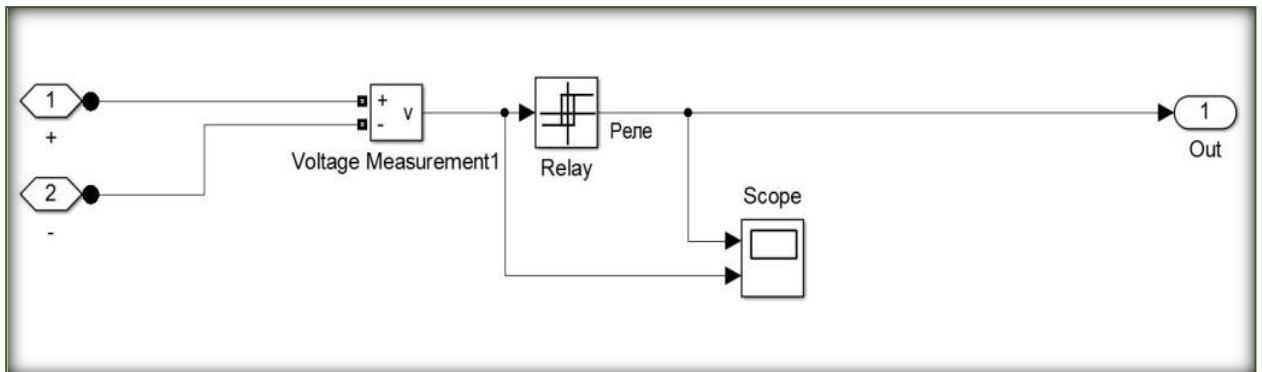 1
+
+
-
v
Voltage Measurement1
Реле
Relay
1
Out
2
-
Scope